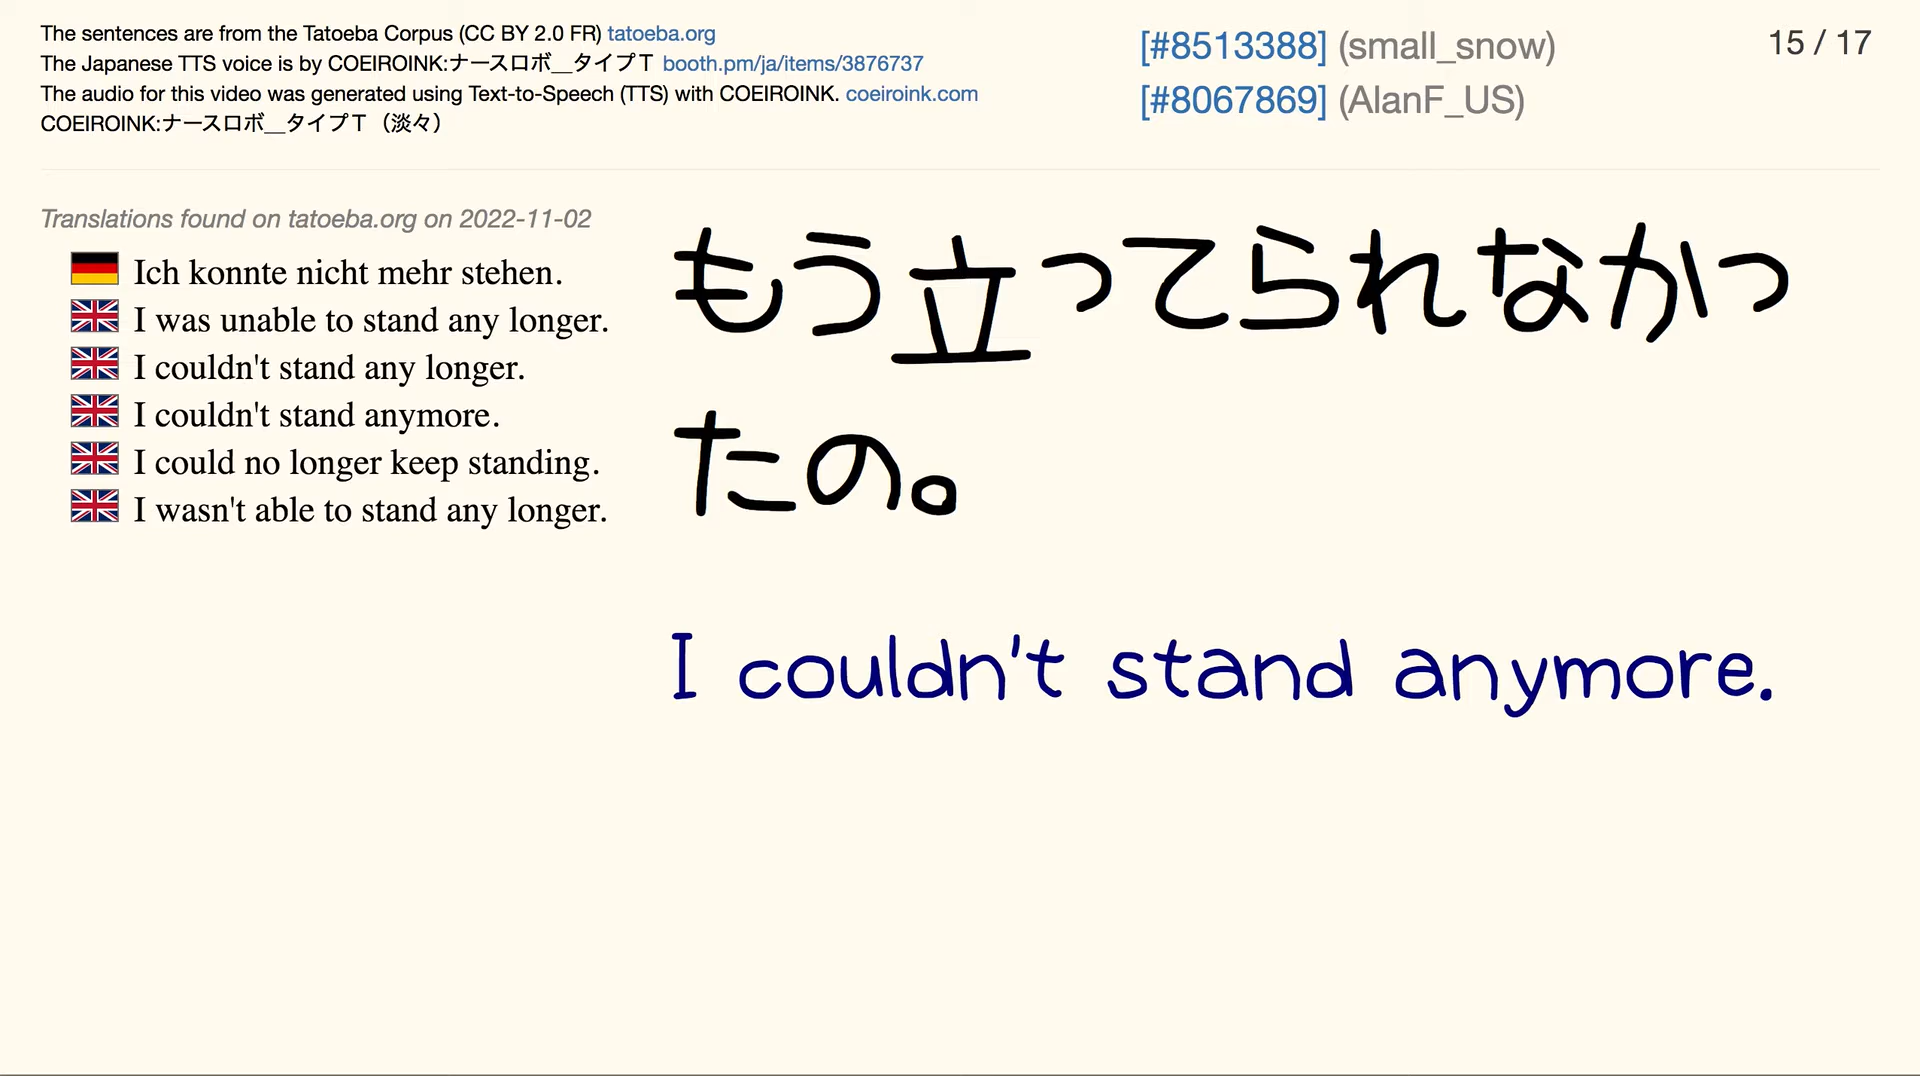 The sentences are from the Tatoeba Corpus (CC BY 2.0 FR) tatoeba.org
The Japanese TTS voice is by COEIROINK:ナースロボ＿タイプＴ booth.pm/ja/items/3876737
The audio for this video was generated using Text-to-Speech (TTS) with COEIROINK. coeiroink.com
COEIROINK:ナースロボ＿タイプＴ（淡々）
[#8513388] (small_snow)
[#8067869] (AlanF_US)
15 / 17
Translations found on tatoeba.org on 2022-11-02
Ich konnte nicht mehr stehen.
I was unable to stand any longer.
I couldn't stand any longer.
I couldn't stand anymore.
I could no longer keep standing.
I wasn't able to stand any longer.
もう立ってられなかっ
たの。
I couldn't stand anymore.